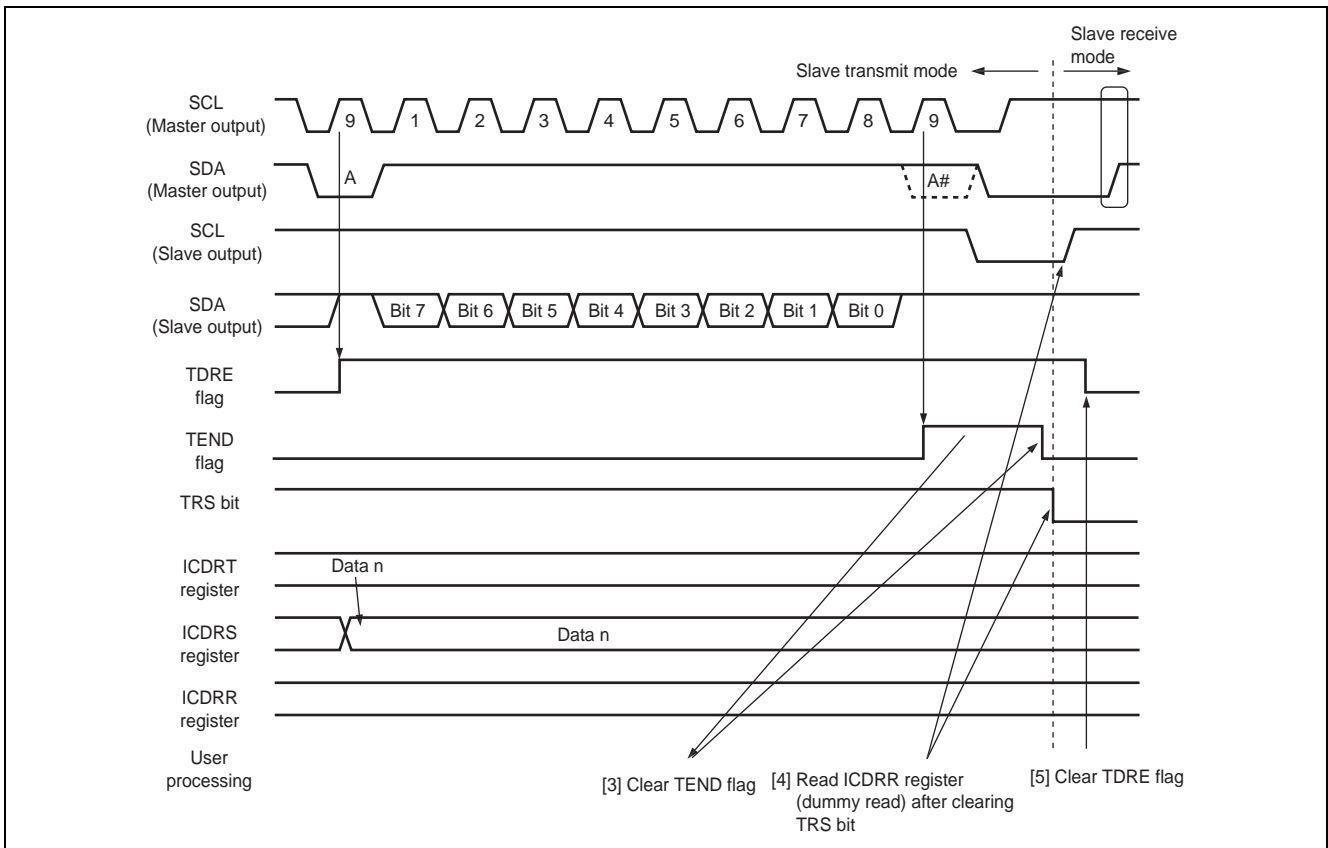 Slave receive
mode
Slave transmit mode
SCL
(Master output)
9 1 2 3 4 5 6 7 8 9
SDA
(Master output)
A A#
SCL
(Slave output)
SDA
(Slave output)
Bit 7 Bit 6 Bit 5 Bit 4 Bit 3 Bit 2 Bit 1 Bit 0
TDRE
flag
TEND
flag
TRS bit
ICDRT
register
Data n
ICDRS
register
Data n
ICDRR
register
User
processing
[3] Clear TEND flag
[4] Read ICDRR register
(dummy read) after clearing
TRS bit
[5] Clear TDRE flag